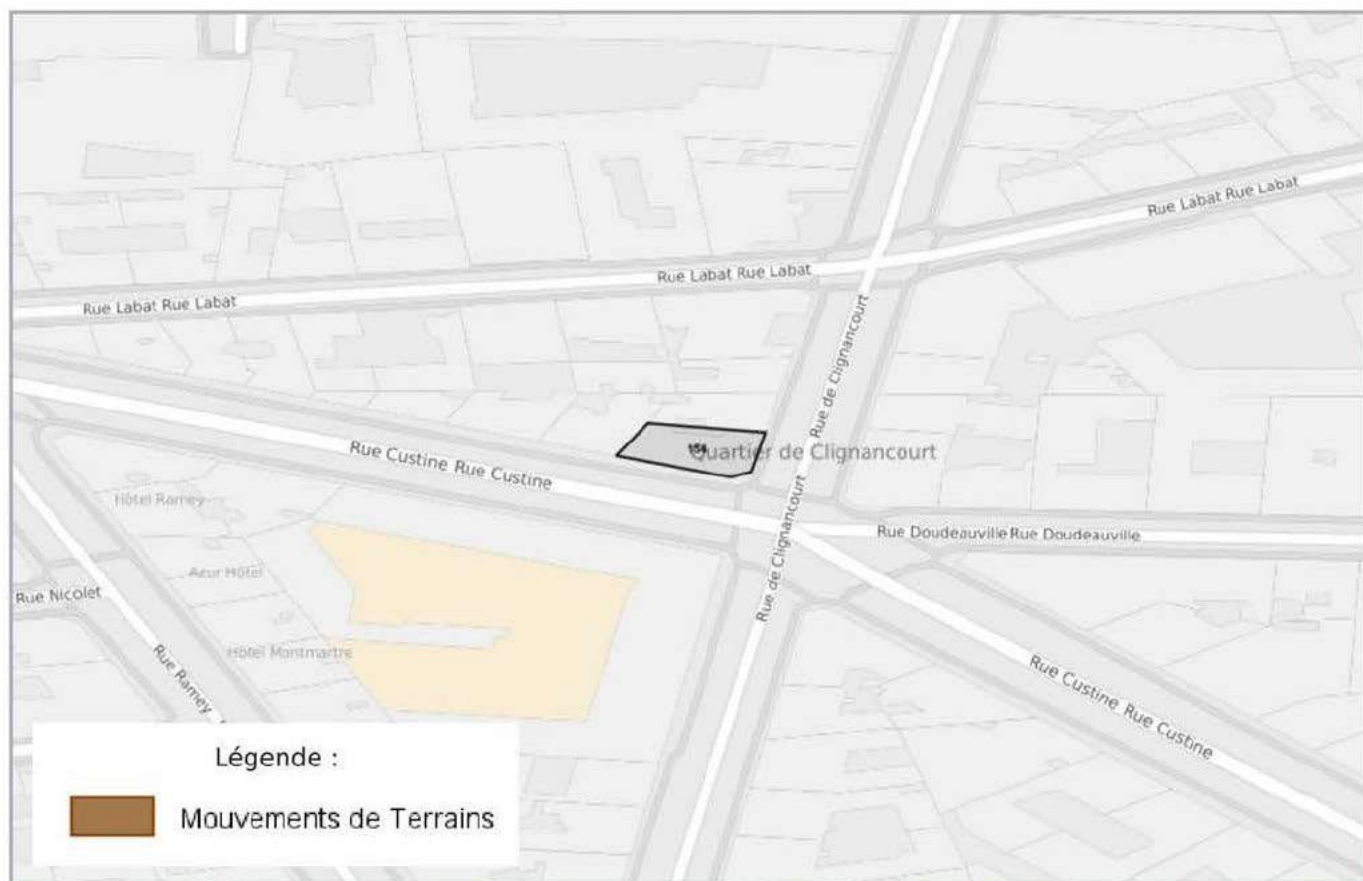 Rue Labat Rue Labat
Rue Labat Rue Labat
Rue Labat Rue Labat
Rue de Clignancourt
Rue Custine Rue Custine
Quartier de Clignancourt
Hôtel Ramey
Rue de Clignancourt
Rue Doudeauville Rue Doudeauville
Azur Hôtel
Rue Nicolet
Hôtel Montmartre
Rue Ramey
Rue Custine Rue Custine
Légende :
Mouvements de Terrains